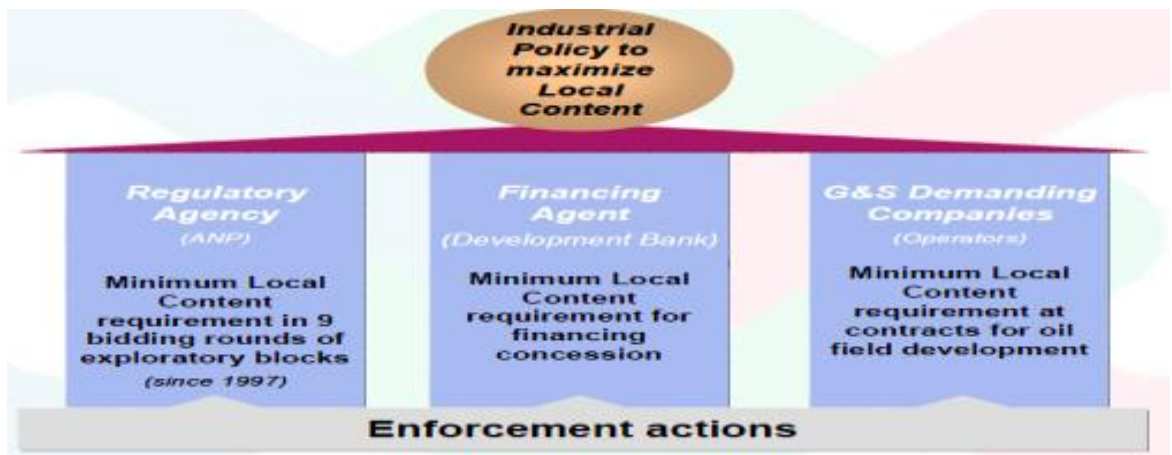 Industrial
Policy to
maximize
Local
Content
Regulatory
Agency
(ANP)
Minimum Local
Content
requirement in 9
bidding rounds of
exploratory blocks
(since 1997)
Financing
Agent
(Development Bank)
Minimum Local
Content
requirement for
financing
concession
G&S Demanding
Companies
(Operators)
Minimum Local
Content
requirement at
contracts for oil
field development
Enforcement actions